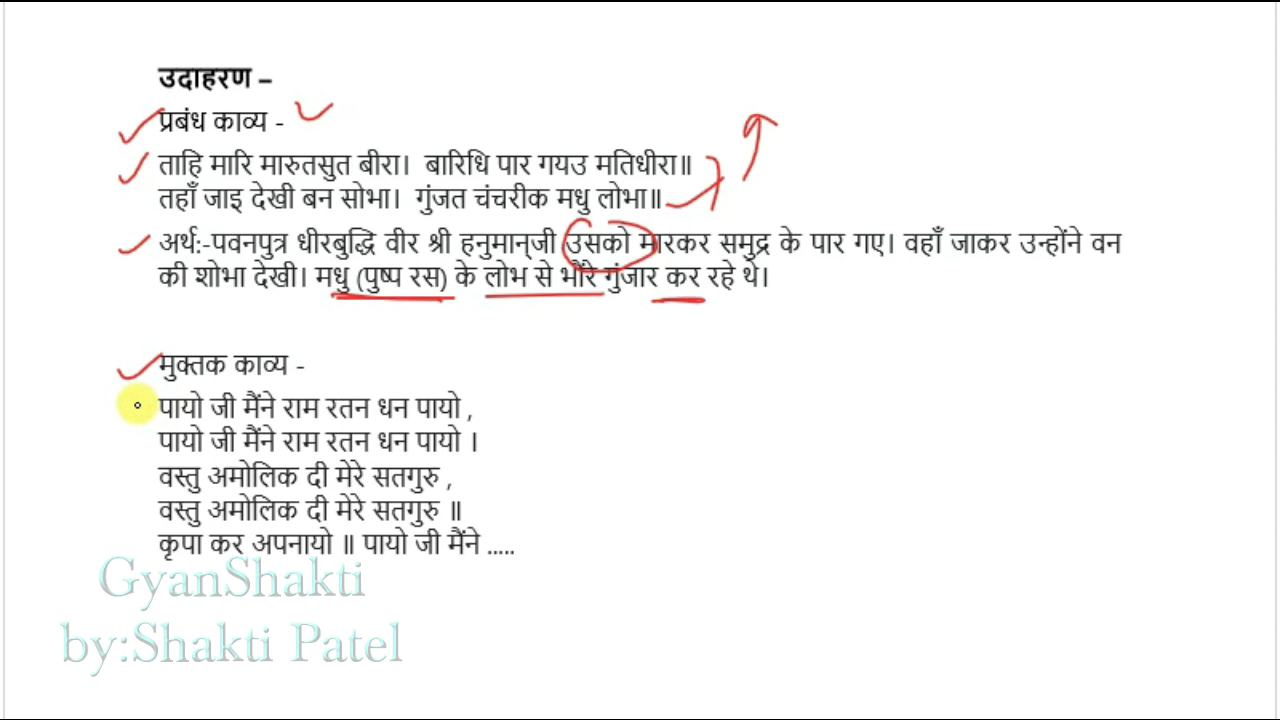 उदाहरण –
प्रबंध काव्य -
ताहि मारि मारुतसुत बीरा। बारिधि पार गयउ मतिधीरा॥
तहाँ जाइ देखी बन सोभा। गुंजत चंचरीक मधु लोभा॥
अर्थ:-पवनपुत्र धीरबुद्धि वीर श्री हनुमान्‌जी उसको मारकर समुद्र के पार गए। वहाँ जाकर उन्होंने वन
की शोभा देखी। मधु (पुष्प रस) के लोभ से भौंरे गुंजार कर रहे थे।
मुक्तक काव्य -
पायो जी मैंने राम रतन धन पायो ,
पायो जी मैंने राम रतन धन पायो ।
वस्तु अमोलिक दी मेरे सतगुरु ,
वस्तु अमोलिक दी मेरे सतगुरु ॥
कृपा कर अपनायो ॥ पायो जी मैंने .....
GyanShakti
by:Shakti Patel